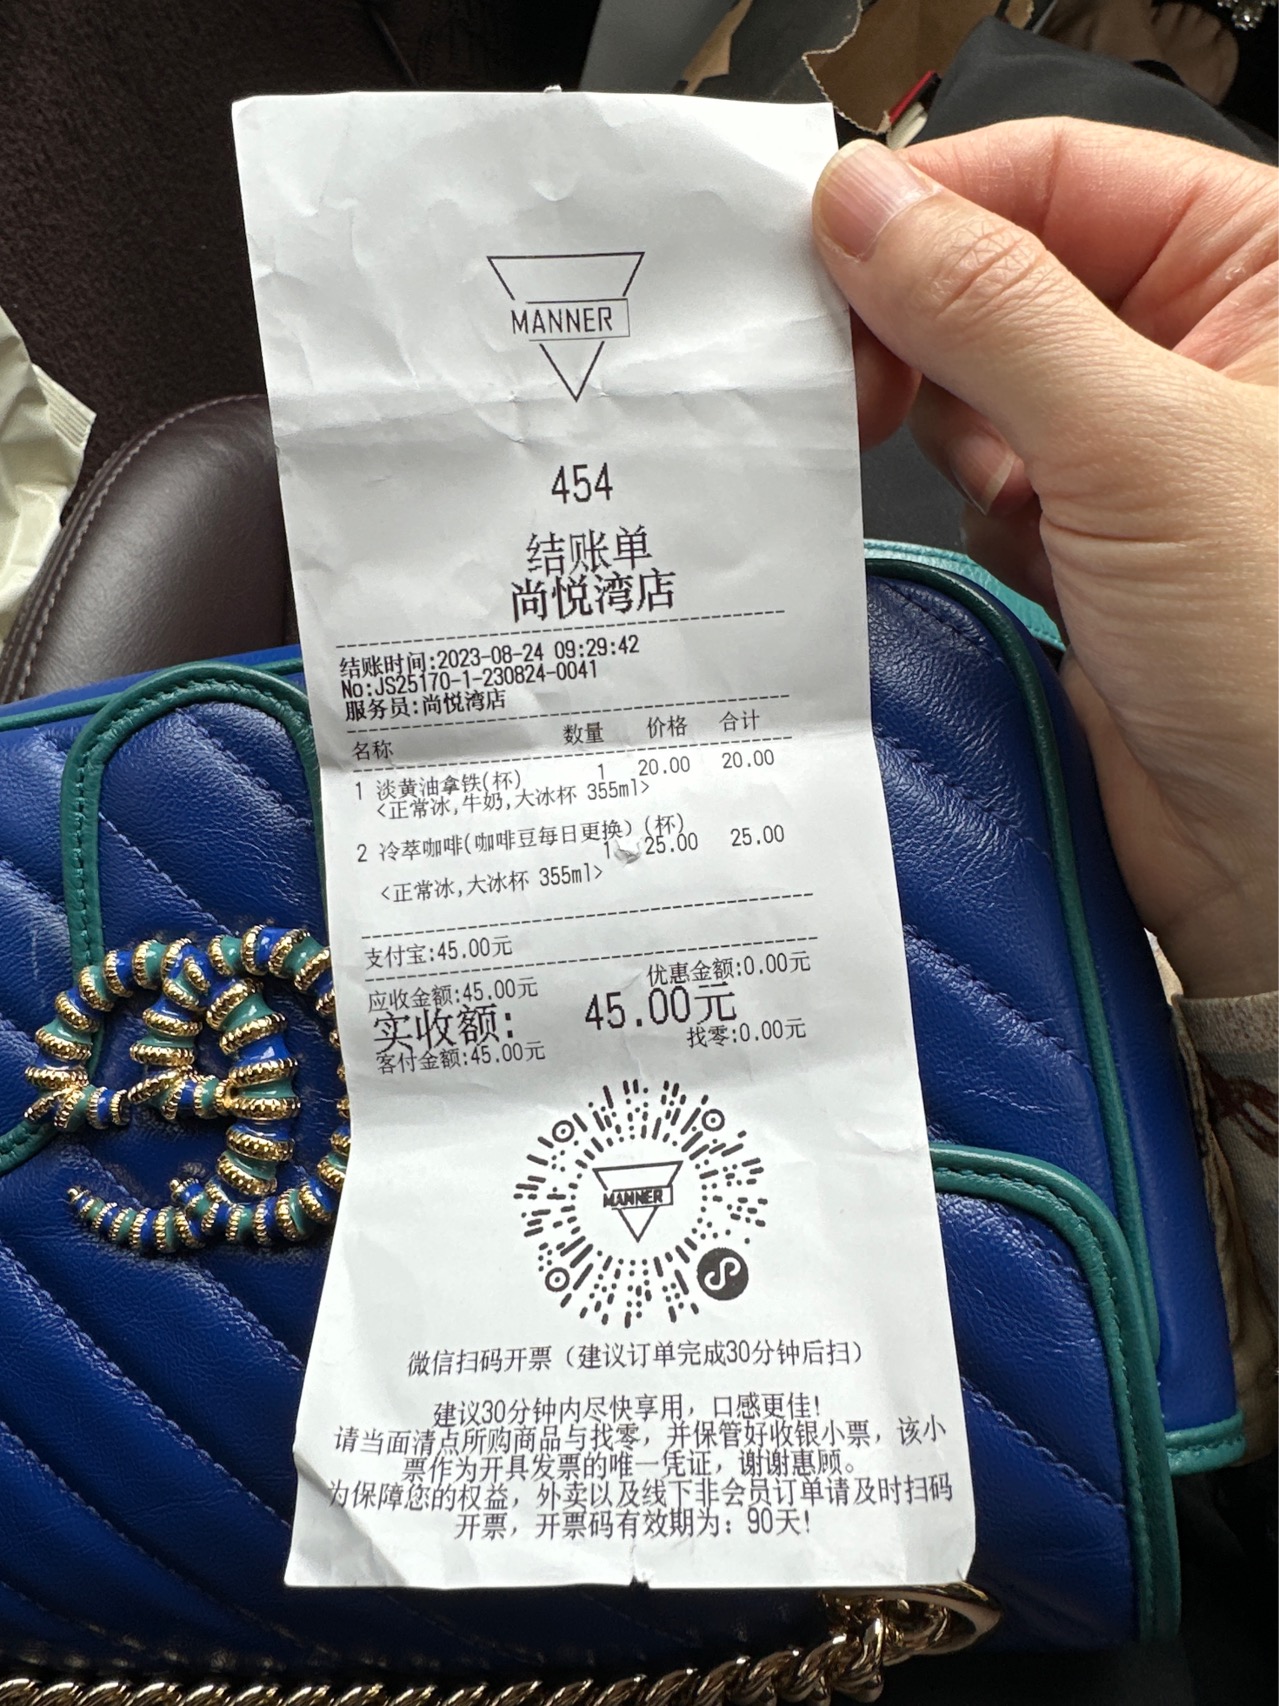 MANNER
454
结账单
尚悦湾店
结账时间:2023-08-24 09:29:42
No:JS25170-1-230824-0041
服务员:尚悦湾店
名称 数量 价格 合计
1 淡黄油拿铁(杯) 1 20.00 20.00
<正常冰,牛奶,大冰杯 355ml>
2 冷萃咖啡(咖啡豆每日更换) (杯)
1 25.00 25.00
<正常冰,大冰杯 355ml>
支付宝:45.00元
应收金额:45.00元 优惠金额:0.00元
实收额: 45.00元
客付金额:45.00元 找零:0.00元
MANNER
微信扫码开票（建议订单完成30分钟后扫）
建议30分钟内尽快享用，口感更佳!
请当面清点所购商品与找零，并保管好收银小票，该小
票作为开具发票的唯一凭证，谢谢惠顾。
为保障您的权益，外卖以及线下非会员订单请及时扫码
开票，开票码有效期为：90天!